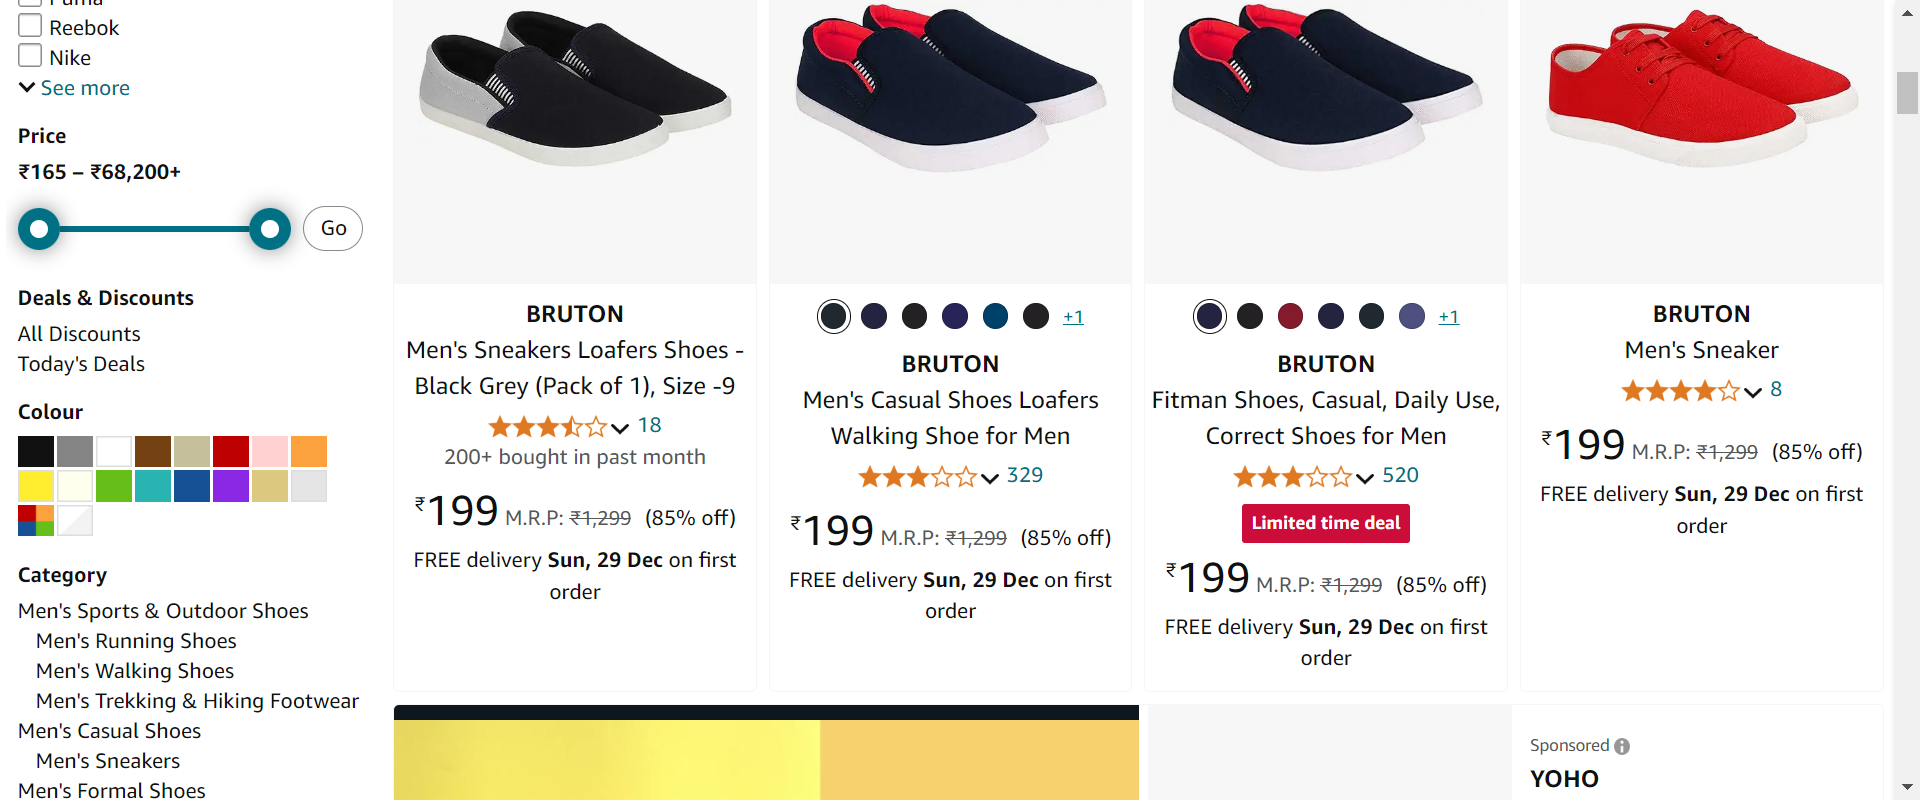 Puma
Reebok
Nike
See more
Price
₹165 – ₹68,200+
Go
Deals & Discounts
All Discounts
Today's Deals
Colour
Category
Men's Sports & Outdoor Shoes
Men's Running Shoes
Men's Walking Shoes
Men's Trekking & Hiking Footwear
Men's Casual Shoes
Men's Sneakers
Men's Formal Shoes
BRUTON
Men's Sneakers Loafers Shoes -
Black Grey (Pack of 1), Size -9
18
200+ bought in past month
₹199 M.R.P: ₹1,299 (85% off)
FREE delivery Sun, 29 Dec on first
order
+1
BRUTON
Men's Casual Shoes Loafers
Walking Shoe for Men
329
₹199 M.R.P: ₹1,299 (85% off)
FREE delivery Sun, 29 Dec on first
order
+1
BRUTON
Fitman Shoes, Casual, Daily Use,
Correct Shoes for Men
520
Limited time deal
₹199 M.R.P: ₹1,299 (85% off)
FREE delivery Sun, 29 Dec on first
order
BRUTON
Men's Sneaker
8
₹199 M.R.P: ₹1,299 (85% off)
FREE delivery Sun, 29 Dec on first
order
Sponsored
YOHO